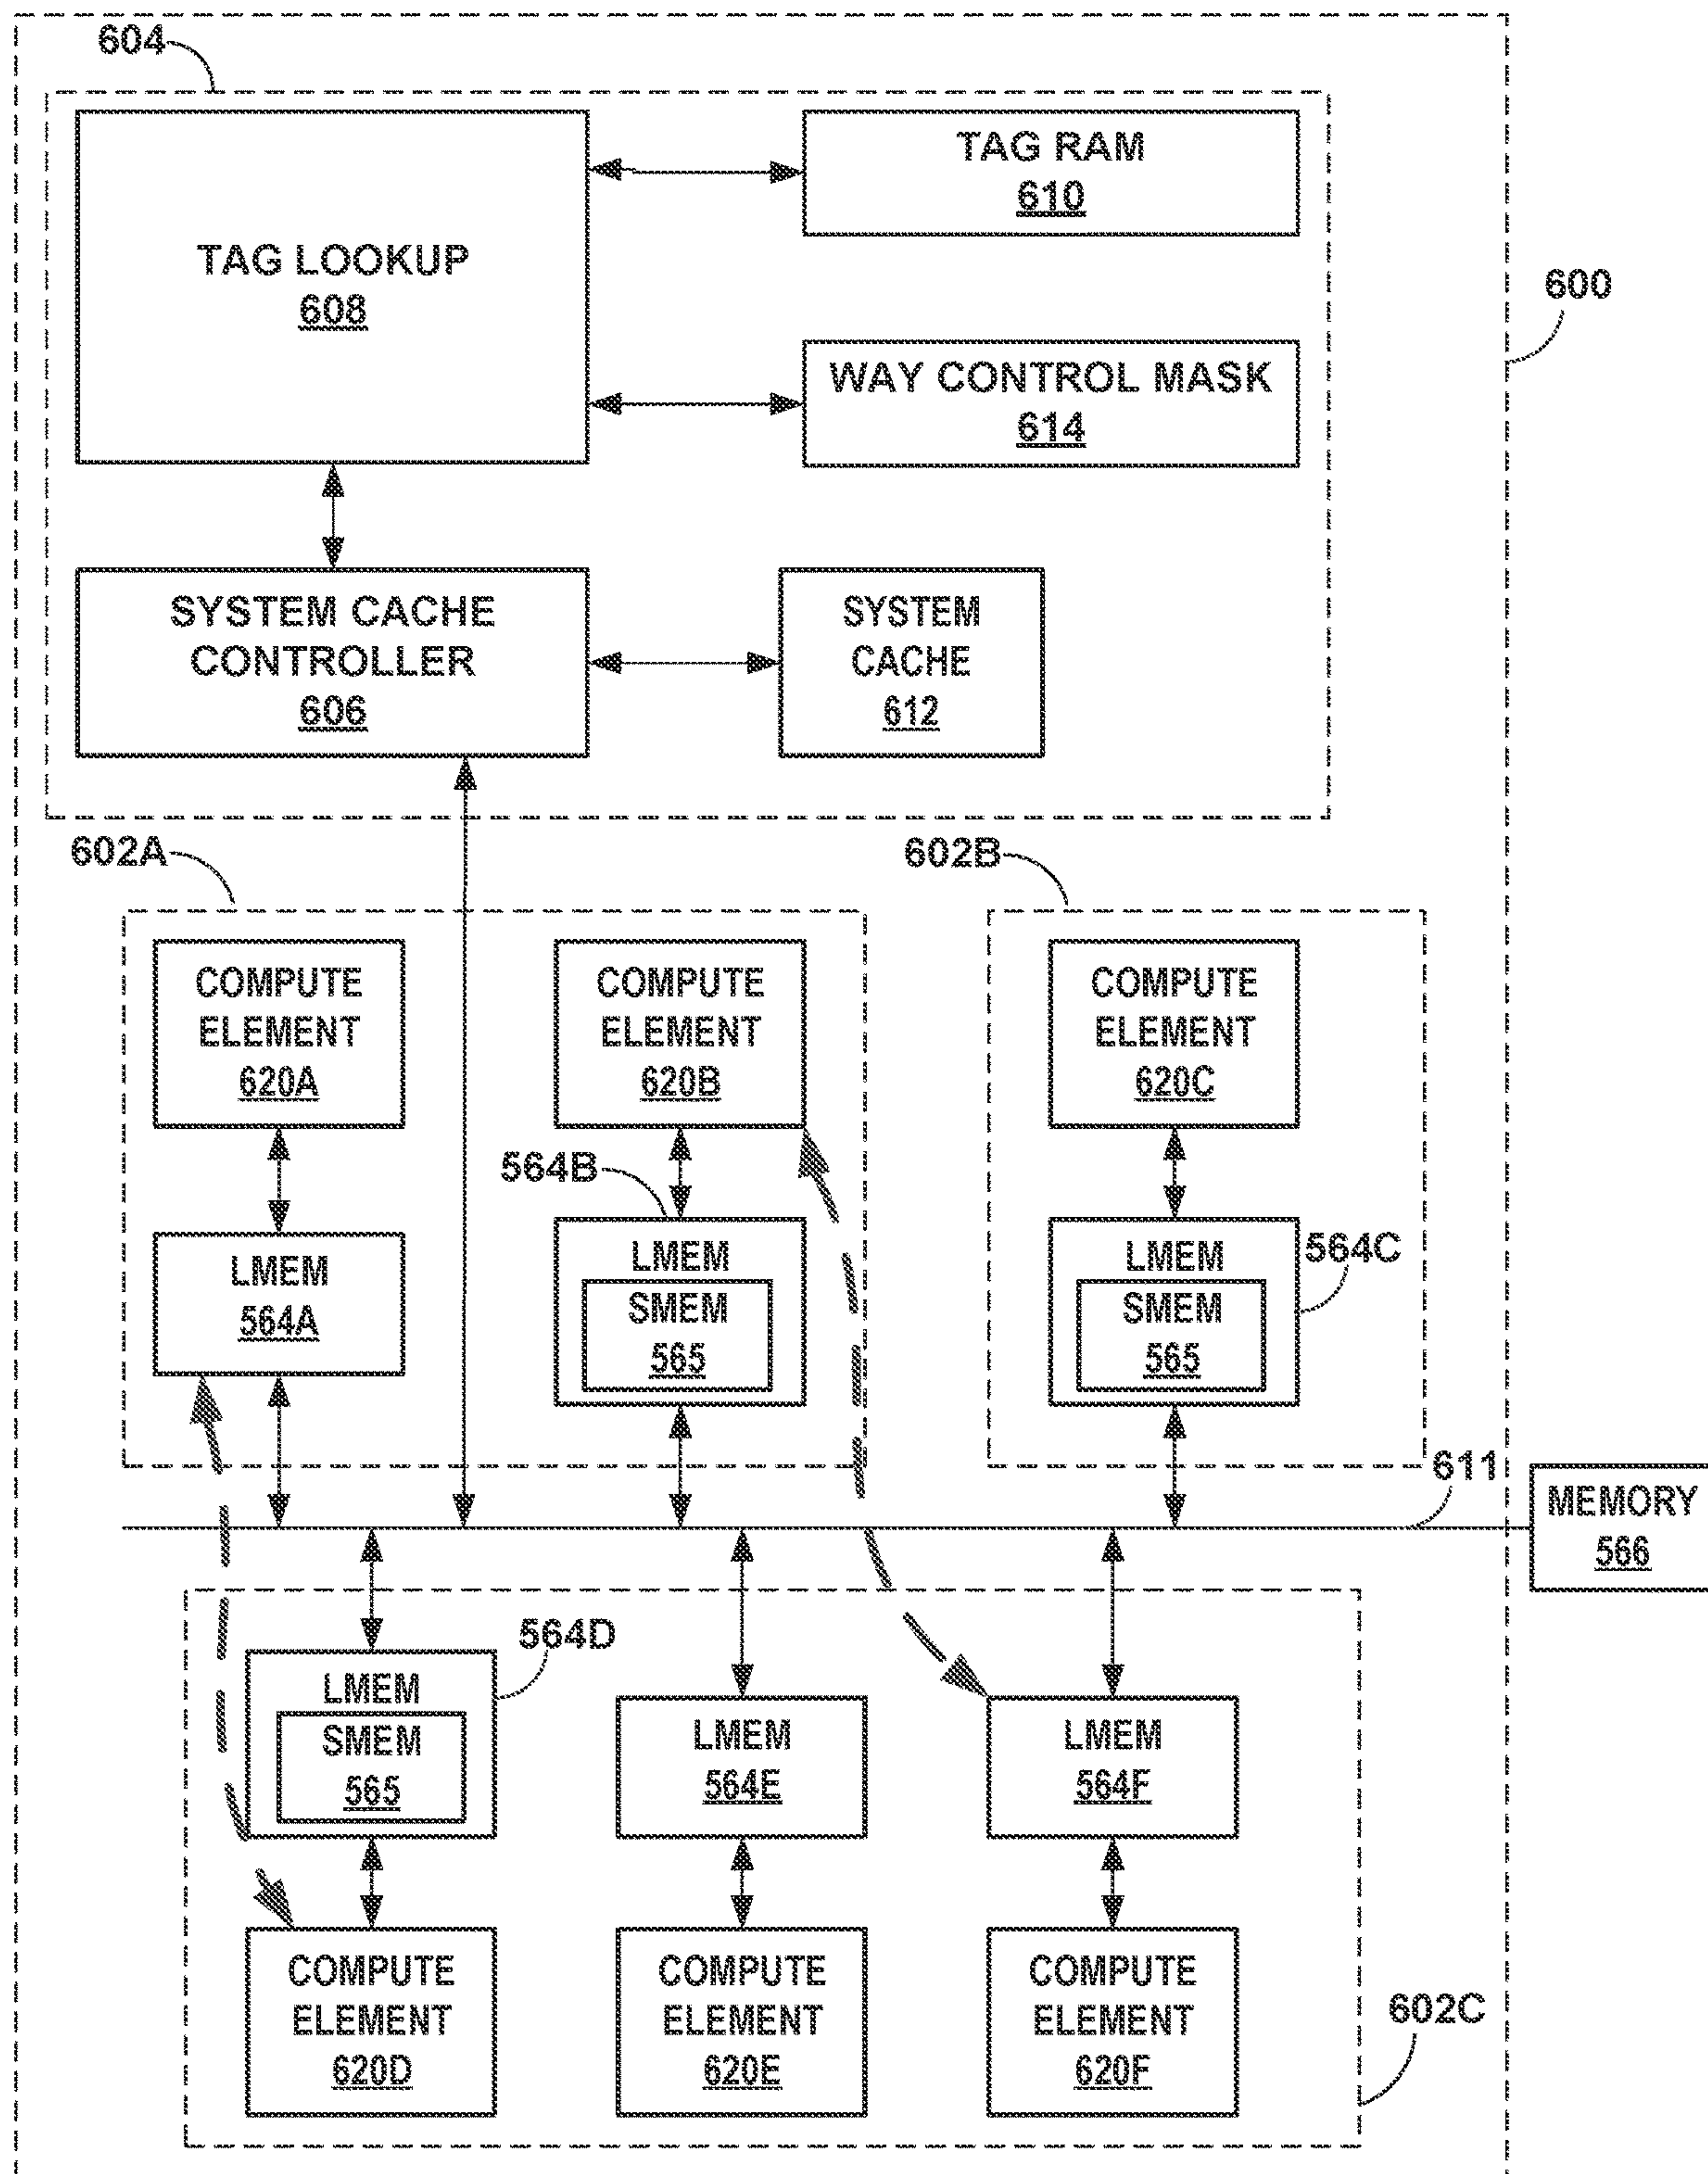 604
TAG LOOKUP
608
TAG RAM
610
600
WAY CONTROL MASK
614
SYSTEM CACHE
CONTROLLER
606
SYSTEM
CACHE
612
602A
602B
COMPUTE
ELEMENT
620A
COMPUTE
ELEMENT
620B
COMPUTE
ELEMENT
620C
564B
LMEM
564A
LMEM
SMEM
565
LMEM
SMEM
565
564C
611
MEMORY
566
564D
LMEM
SMEM
565
LMEM
564E
LMEM
564F
COMPUTE
ELEMENT
620D
COMPUTE
ELEMENT
620E
COMPUTE
ELEMENT
620F
602C